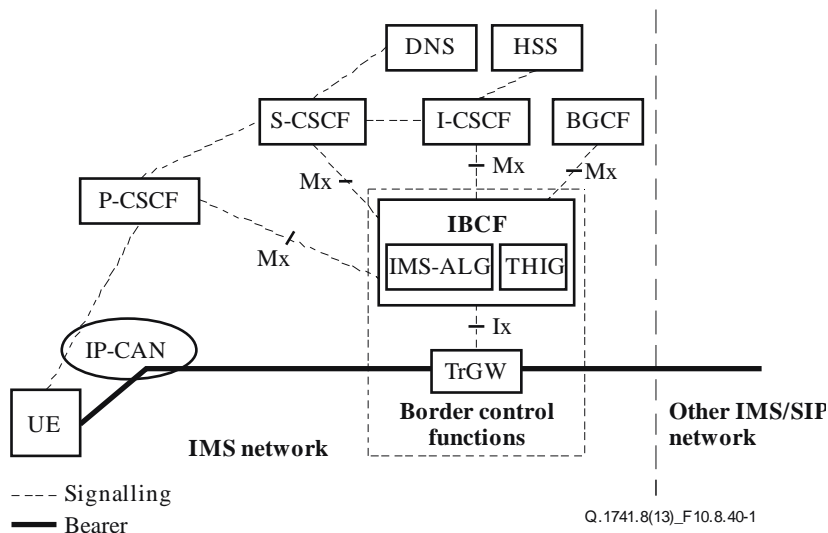 DNS
HSS
S-CSCF
I-CSCF
BGCF
Mx
Mx
Mx
P-CSCF
IBCF
Mx
IMS-ALG
THIG
Ix
IP-CAN
TrGW
UE
Border control
functions
Other IMS/SIP
network
IMS network
Signalling
Bearer
Q.1741.8(13)_F10.8.40-1